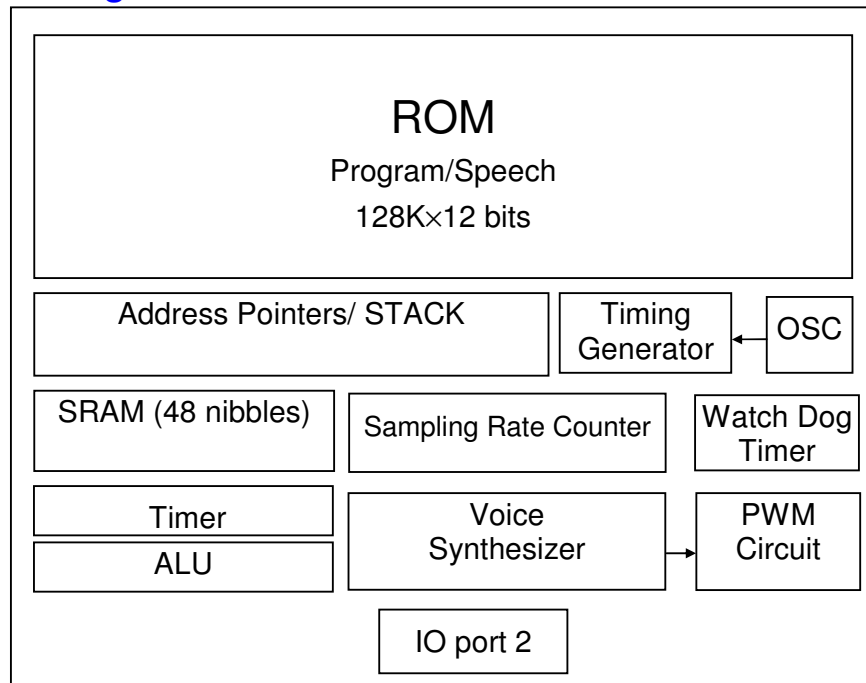 ROM
Program/Speech
128K×12 bits
Address Pointers/ STACK
Timing
Generator
OSC
SRAM (48 nibbles)
Sampling Rate Counter
Watch Dog
Timer
Timer
ALU
Voice
Synthesizer
PWM
Circuit
IO port 2